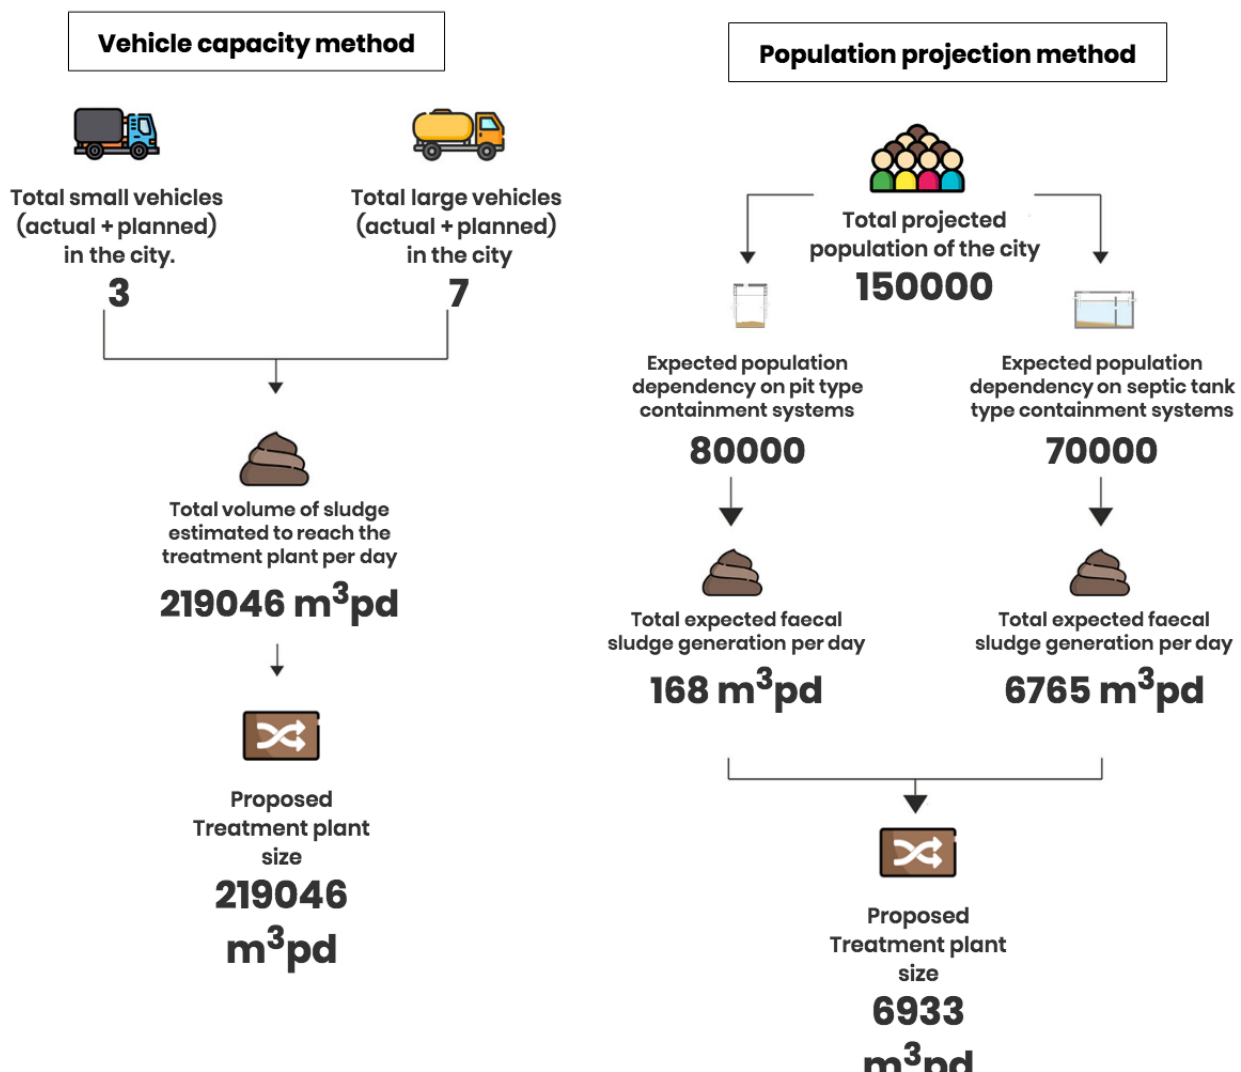 Vehicle capacity method
Total small vehicles
(actual + planned)
in the city.
3
Total large vehicles
(actual + planned)
in the city
7
Total volume of sludge
estimated to reach the
treatment plant per day
219046 m³pd
Proposed
Treatment plant
size
219046
m³pd
Population projection method
Total projected
population of the city
150000
Expected population
dependency on pit type
containment systems
80000
Expected population
dependency on septic tank
type containment systems
70000
Total expected faecal
sludge generation per day
168 m³pd
Total expected faecal
sludge generation per day
6765 m³pd
Proposed
Treatment plant
size
6933
m³pd